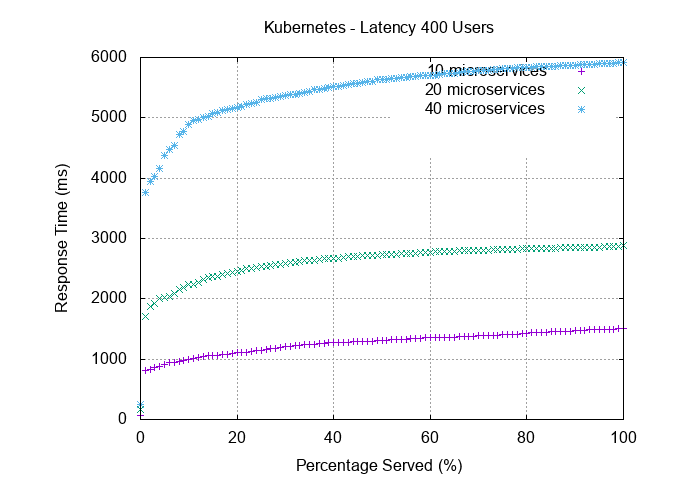 Kubernetes - Latency 400 Users
6000
5000
4000
3000
2000
1000
0
Response Time (ms)
10 microservices
20 microservices
40 microservices
0 20 40 60 80 100
Percentage Served (%)